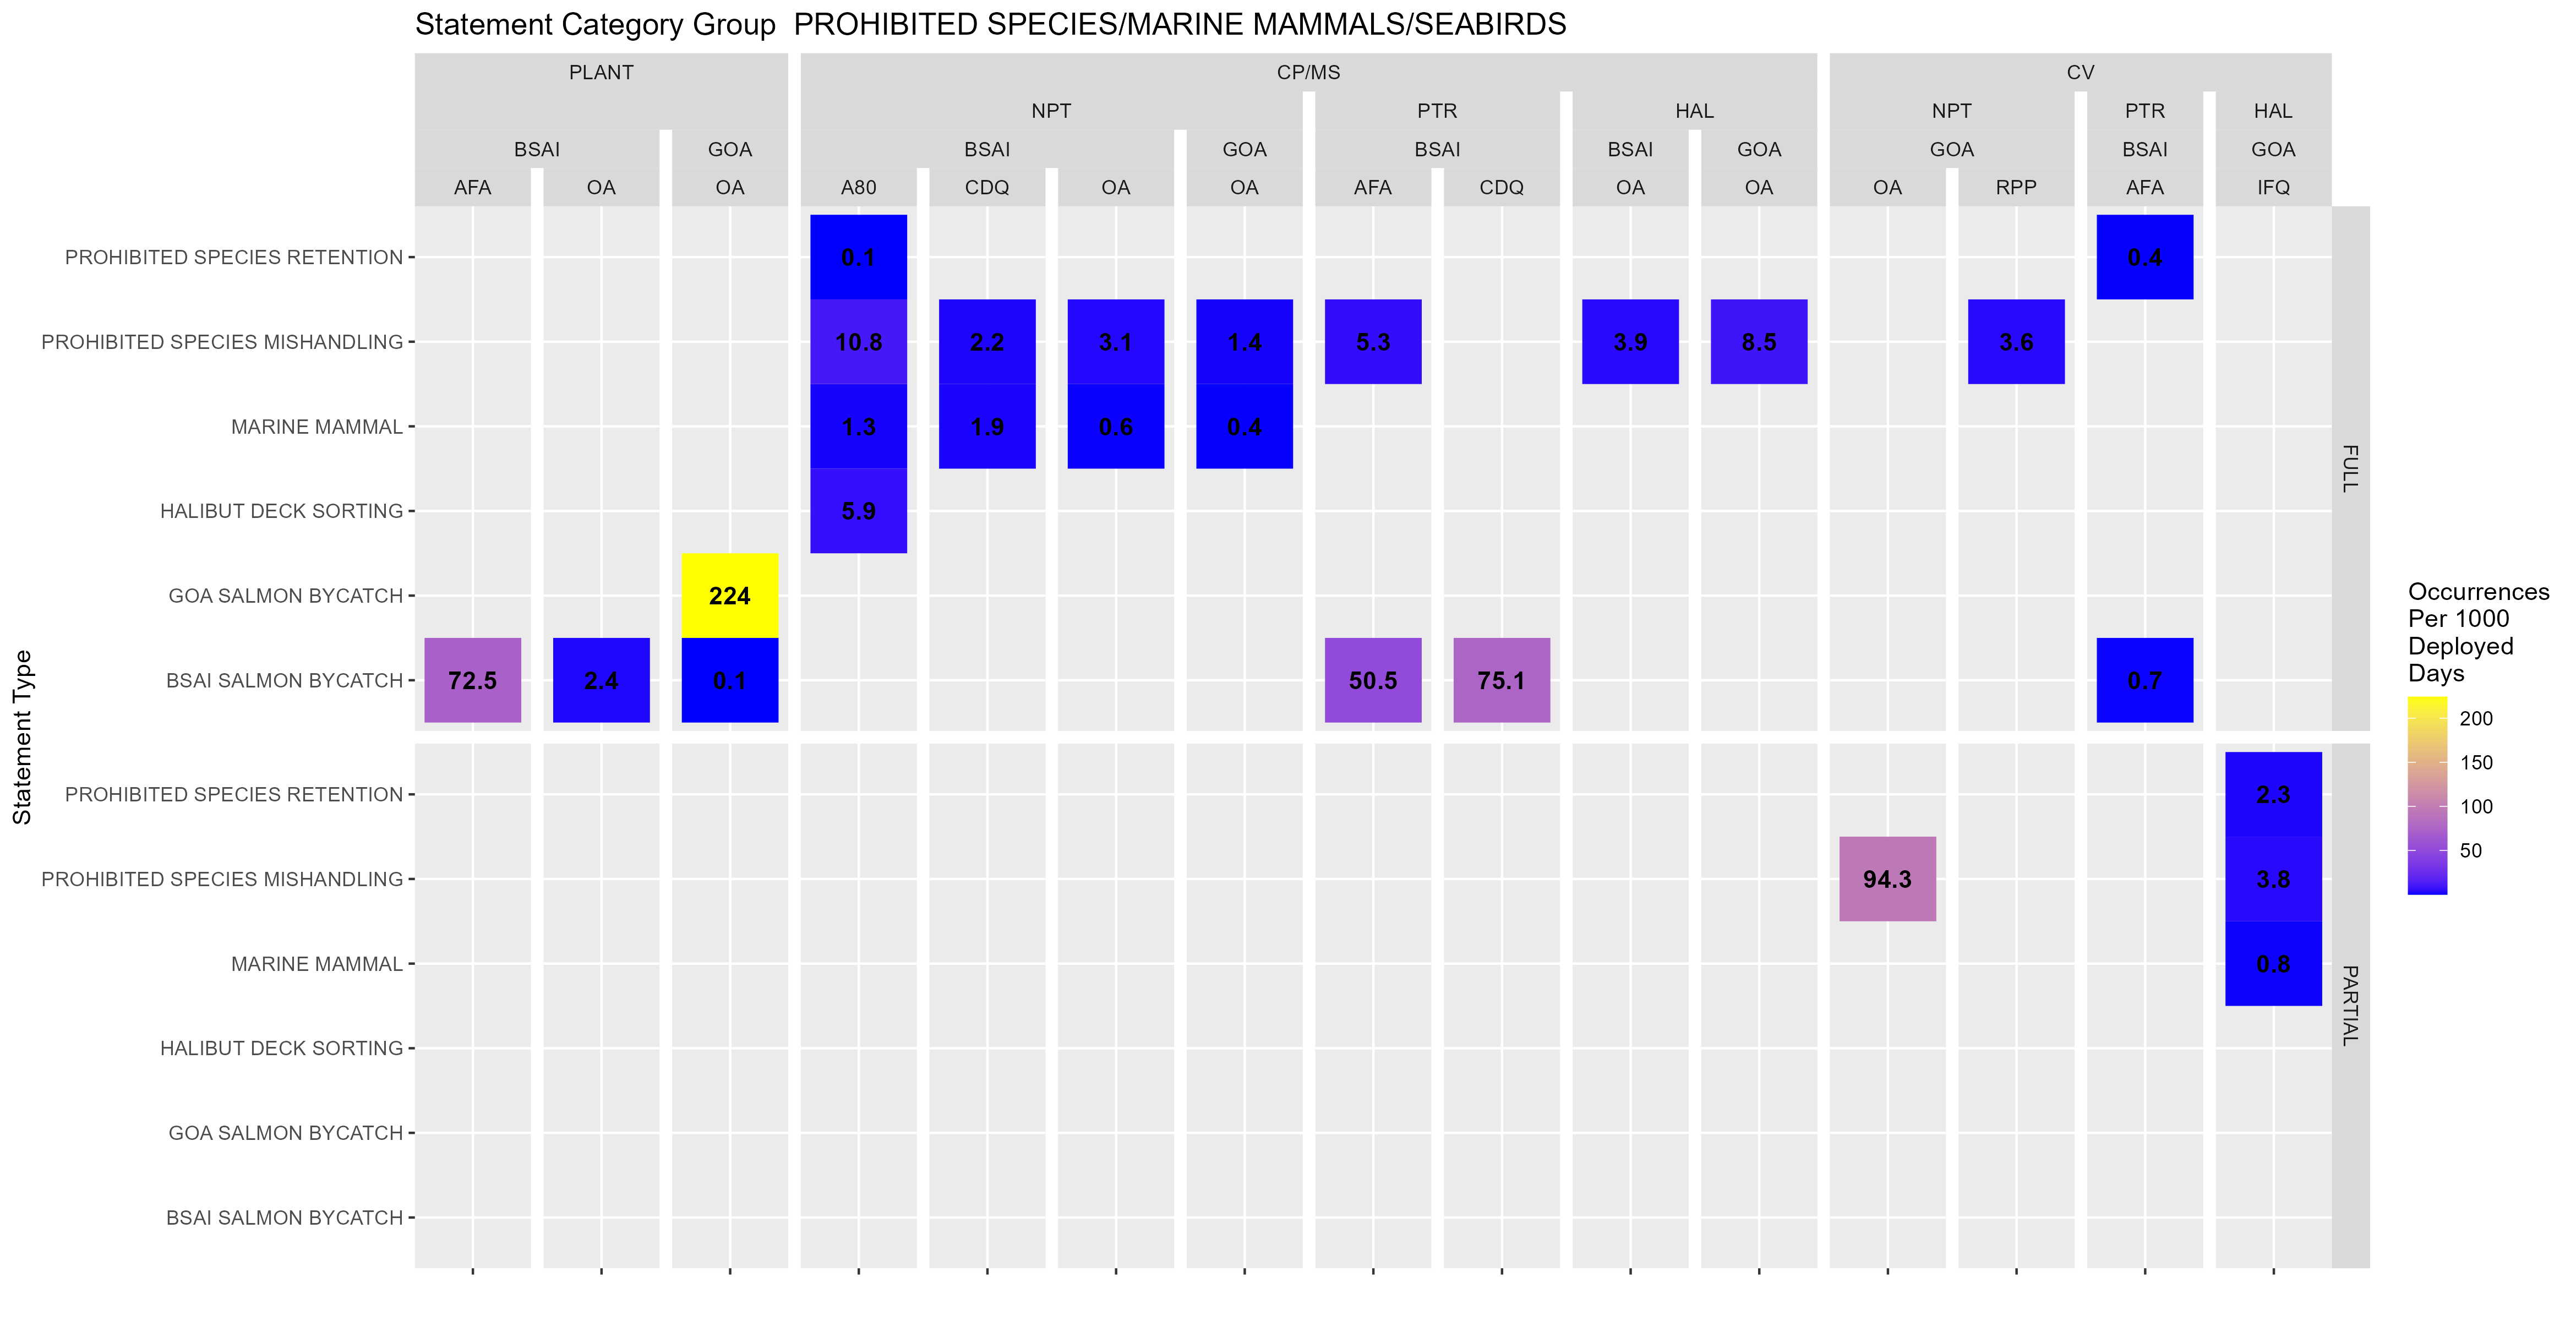 Statement Category Group  PROHIBITED SPECIES/MARINE MAMMALS/SEABIRDS
PLANT CP/MS CV
NPT PTR HAL NPT PTR HAL
BSAI GOA BSAI GOA BSAI BSAI GOA GOA BSAI GOA
AFA OA OA A80 CDQ OA OA AFA CDQ OA OA OA RPP AFA IFQ
PROHIBITED SPECIES RETENTION 0.1 0.4
PROHIBITED SPECIES MISHANDLING 10.8 2.2 3.1 1.4 5.3 3.9 8.5 3.6
MARINE MAMMAL 1.3 1.9 0.6 0.4
HALIBUT DECK SORTING 5.9
GOA SALMON BYCATCH 224
BSAI SALMON BYCATCH 72.5 2.4 0.1 50.5 75.1 0.7
FULL
PROHIBITED SPECIES RETENTION 2.3
PROHIBITED SPECIES MISHANDLING 94.3 3.8
MARINE MAMMAL 0.8
HALIBUT DECK SORTING
GOA SALMON BYCATCH
BSAI SALMON BYCATCH
PARTIAL
Statement Type
Occurrences
Per 1000
Deployed
Days
200
150
100
50